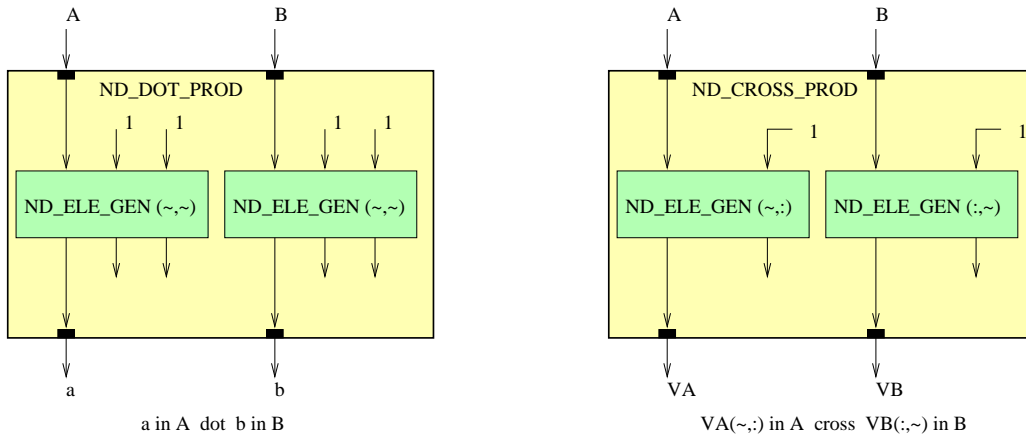 A B
ND_DOT_PROD
1 1 1 1
ND_ELE_GEN (~,~) ND_ELE_GEN (~,~)
a b
a in A dot b in B
A B
ND_CROSS_PROD
1 1
ND_ELE_GEN (~,:) ND_ELE_GEN (:,~)
VA VB
VA(~,:) in A cross VB(:,~) in B